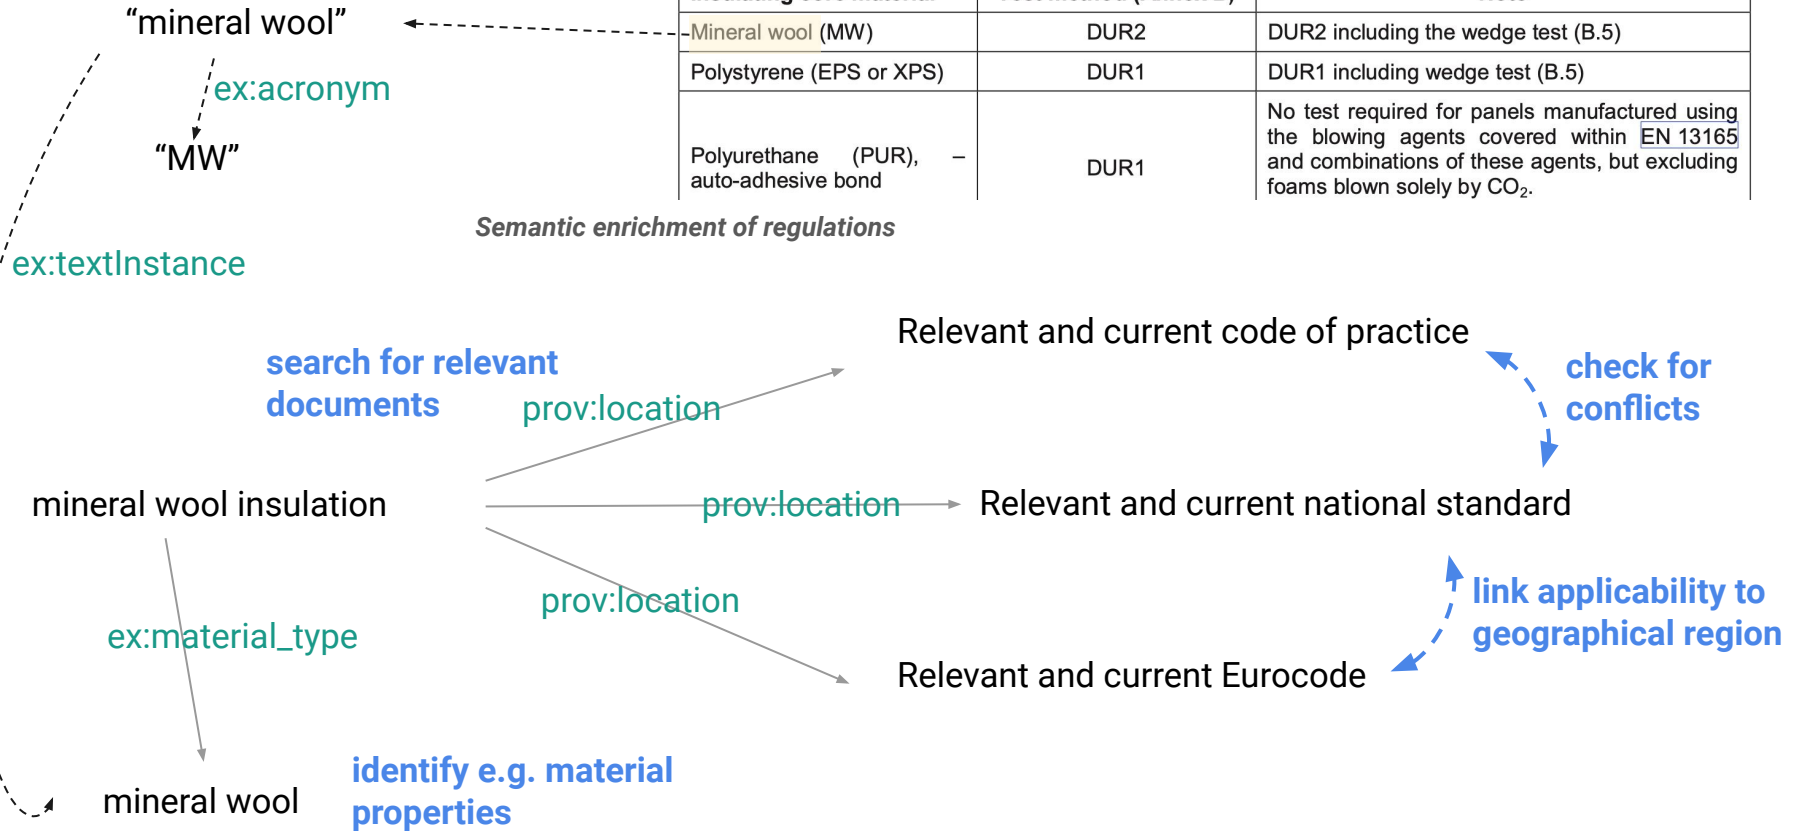 “mineral wool”
ex:acronym
“MW”
ex:textInstance
Mineral wool (MW) DUR2 DUR2 including the wedge test (B.5)
Polystyrene (EPS or XPS) DUR1 DUR1 including wedge test (B.5)
Polyurethane (PUR), –
auto-adhesive bond
DUR1
No test required for panels manufactured using
the blowing agents covered within EN 13165
and combinations of these agents, but excluding
foams blown solely by CO₂.
Semantic enrichment of regulations
search for relevant
documents
prov:location
Relevant and current code of practice
check for
conflicts
mineral wool insulation
prov:location
Relevant and current national standard
prov:location
link applicability to
geographical region
ex:material_type
Relevant and current Eurocode
mineral wool
identify e.g. material
properties